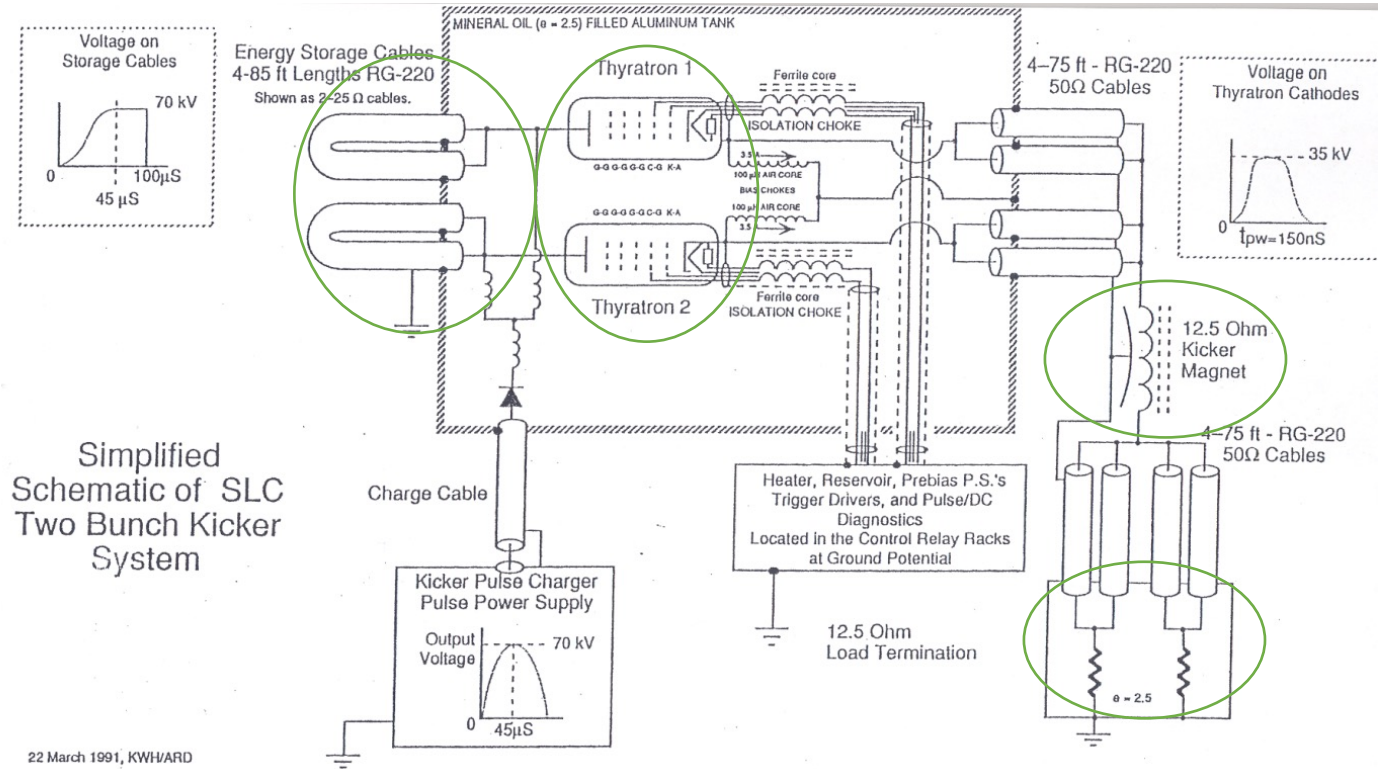 MINERAL OIL (e = 2.5) FILLED ALUMINUM TANK
Voltage on
Storage Cables
70 kV
0
100µS
45 µS
Energy Storage Cables
4-85 ft Lengths RG-220
Shown as 2-25 Ω cables.
Thyratron 1
G-G-G-G-G C-G K-A
Ferrite core
ISOLATION CHOKE
3.5 A
100 µH AIR CORE
BIAS CHOKES
100 µH AIR CORE
3.5 A
G-G-G-G-G C-G K-A
Thyratron 2
Ferrite core
ISOLATION CHOKE
4–75 ft - RG-220
50Ω Cables
Voltage on
Thyratron Cathodes
35 kV
0
tpw=150nS
12.5 Ohm
Kicker
Magnet
4–75 ft - RG-220
50Ω Cables
Simplified
Schematic of SLC
Two Bunch Kicker
System
Charge Cable
Kicker Pulse Charger
Pulse Power Supply
Output
Voltage
70 kV
0
45µS
Heater, Reservoir, Prebias P.S.'s
Trigger Drivers, and Pulse/DC
Diagnostics
Located in the Control Relay Racks
at Ground Potential
12.5 Ohm
Load Termination
e = 2.5
22 March 1991, KWH/ARD